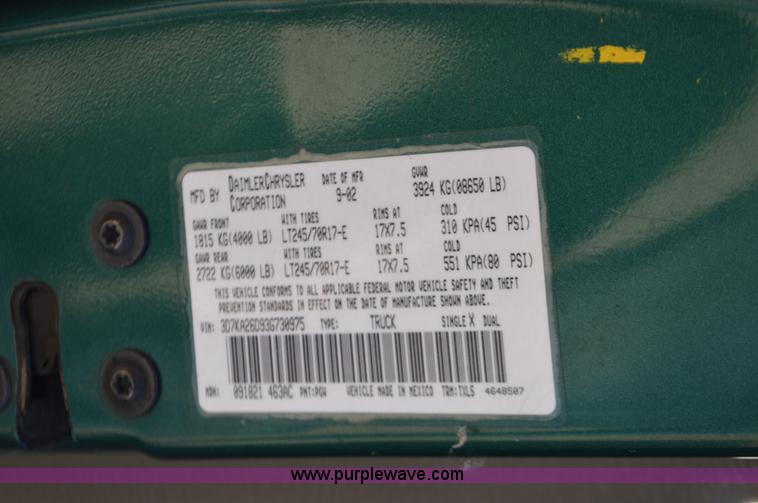 MFD BY DAIMLERCHRYSLER CORPORATION DATE OF MFR 9-02 GVWR 3924 KG(08650 LB)
GAWR FRONT WITH TIRES RIMS AT COLD
1815 KG(4000 LB) LT245/70R17-E 17X7.5 310 KPA(45 PSI)
GAWR REAR WITH TIRES RIMS AT COLD
2722 KG(6000 LB) LT245/70R17-E 17X7.5 551 KPA(80 PSI)
THIS VEHICLE CONFORMS TO ALL APPLICABLE FEDERAL MOTOR VEHICLE SAFETY AND THEFT
PREVENTION STANDARDS IN EFFECT ON THE DATE OF MANUFACTURE SHOWN ABOVE.
VIN: 3D7KA26D93G730975 TYPE: TRUCK SINGLE X DUAL
MDH: 091821 463AC PNT:PGW VEHICLE MADE IN MEXICO TRM:TXL5 4648507
www.purplewave.com